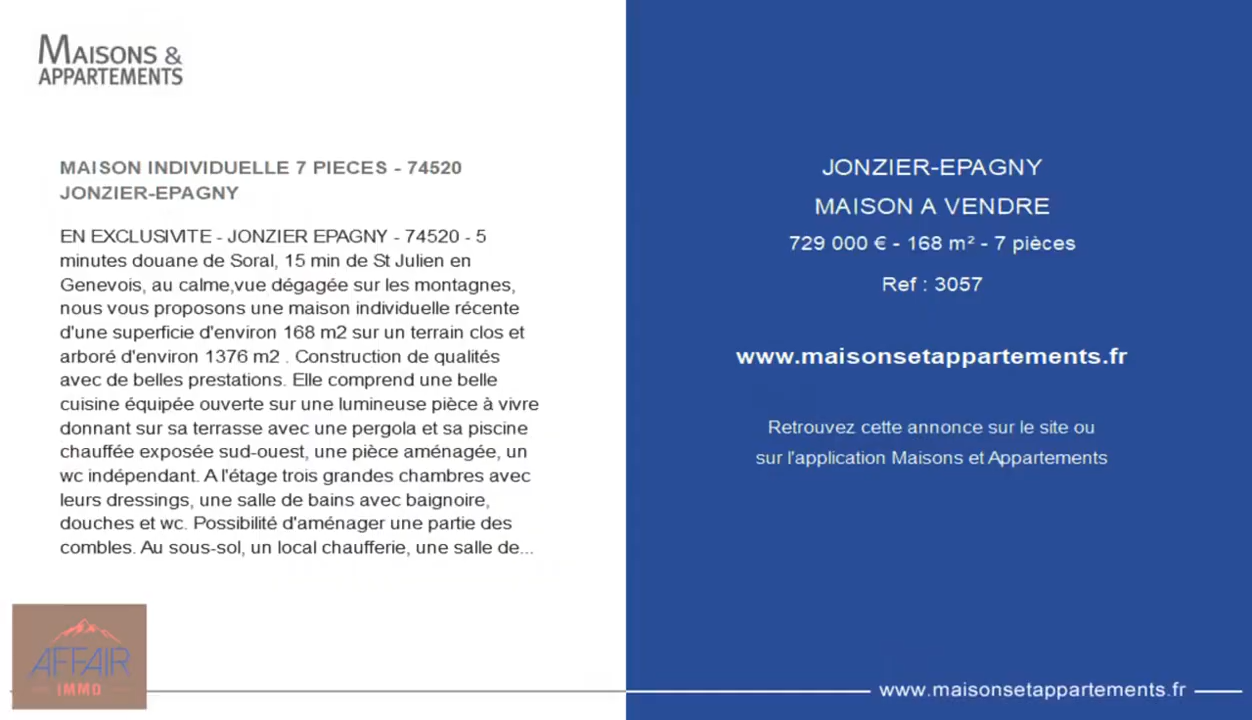 MAISONS &
APPARTEMENTS
MAISON INDIVIDUELLE 7 PIECES - 74520
JONZIER-EPAGNY
EN EXCLUSIVITE - JONZIER EPAGNY - 74520 - 5
minutes douane de Soral, 15 min de St Julien en
Genevois, au calme,vue dégagée sur les montagnes,
nous vous proposons une maison individuelle récente
d'une superficie d'environ 168 m2 sur un terrain clos et
arboré d'environ 1376 m2 . Construction de qualités
avec de belles prestations. Elle comprend une belle
cuisine équipée ouverte sur une lumineuse pièce à vivre
donnant sur sa terrasse avec une pergola et sa piscine
chauffée exposée sud-ouest, une pièce aménagée, un
wc indépendant. A l'étage trois grandes chambres avec
leurs dressings, une salle de bains avec baignoire,
douches et wc. Possibilité d'aménager une partie des
combles. Au sous-sol, un local chaufferie, une salle de...
AFFAIR
IMMO
JONZIER-EPAGNY
MAISON A VENDRE
729 000 € - 168 m² - 7 pièces
Ref : 3057
www.maisonsetappartements.fr
Retrouvez cette annonce sur le site ou
sur l'application Maisons et Appartements
www.maisonsetappartements.fr